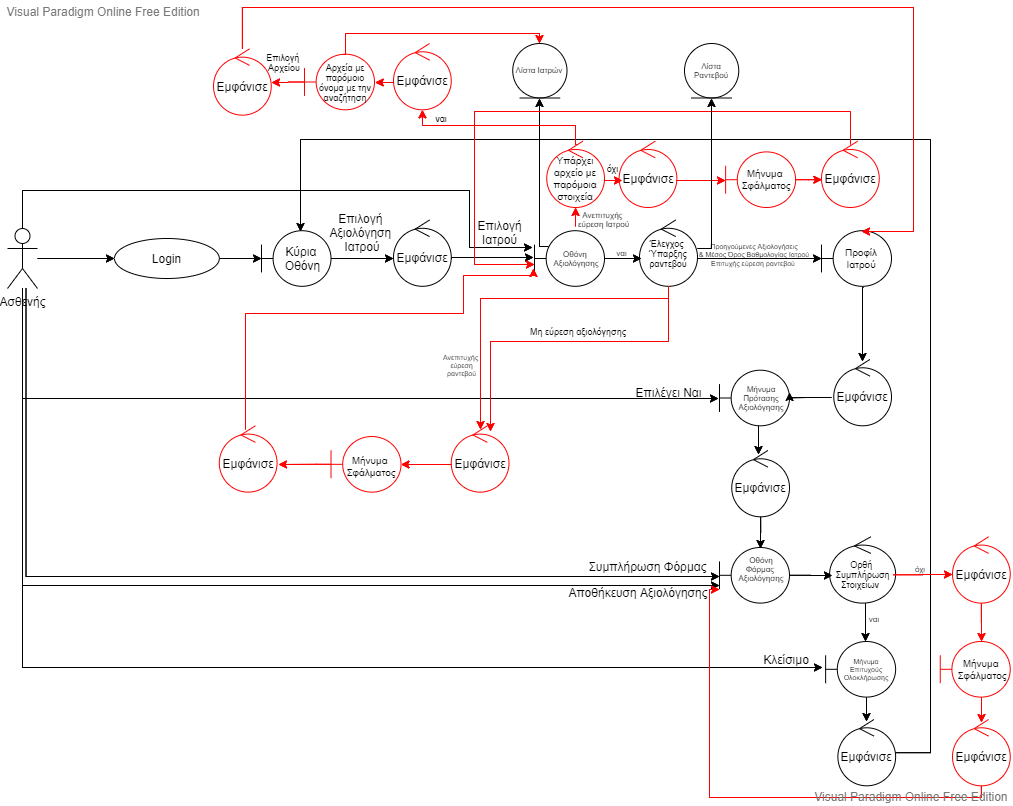 Visual Paradigm Online Free Edition
Επιλογή
Αρχείου
Εμφάνισε
Αρχεία με
παρόμοιο
όνομα με την
αναζήτηση
Εμφάνισε
Λίστα Ιατρών
Λίστα
Ραντεβού
ναι
Υπάρχει
αρχείο με
παρόμοια
στοιχεία
όχι
Εμφάνισε
Μήνυμα
Σφάλματος
Εμφάνισε
Ανεπιτυχής
εύρεση Ιατρού
Ασθενής
Login
Κύρια
Οθόνη
Επιλογή
Αξιολόγηση
Ιατρού
Εμφάνισε
Επιλογή
Ιατρού
Οθόνη
Αξιολόγησης
ναι
Έλεγχος
Ύπαρξης
ραντεβού
Προηγούμενες Αξιολογήσεις
& Μέσος Όρος Βαθμολογίας Ιατρού
Επιτυχής εύρεση ραντεβού
Προφίλ
Ιατρού
Μη εύρεση αξιολόγησης
Ανεπιτυχής
εύρεση
ραντεβού
Επιλέγει Ναι
Μήνυμα
Πρότασης
Αξιολόγησης
Εμφάνισε
Εμφάνισε
Μήνυμα
Σφάλματος
Εμφάνισε
Εμφάνισε
Συμπλήρωση Φόρμας
Αποθήκευση Αξιολόγησης
Οθόνη
Φόρμας
Αξιολόγησης
Ορθή
Συμπλήρωση
Στοιχείων
όχι
Εμφάνισε
ναι
Κλείσιμο
Μήνυμα
Επιτυχούς
Ολοκλήρωσης
Μήνυμα
Σφάλματος
Εμφάνισε
Εμφάνισε
Visual Paradigm Online Free Edition